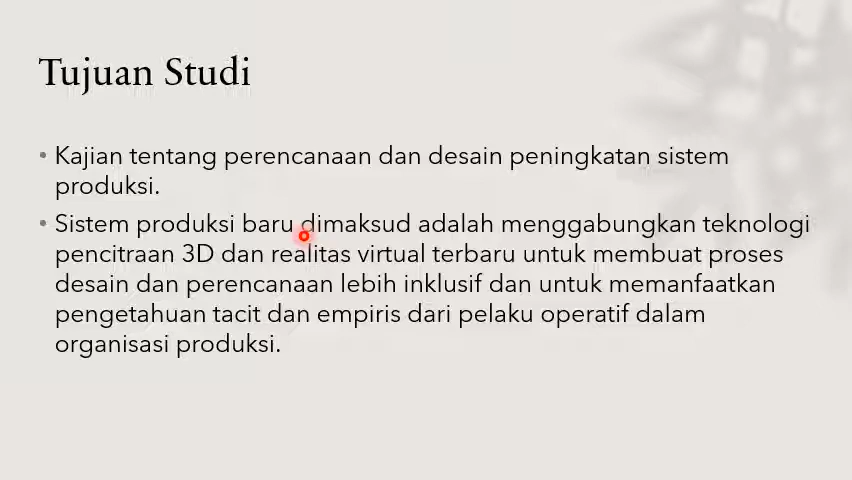 Tujuan Studi
• Kajian tentang perencanaan dan desain peningkatan sistem
produksi.
• Sistem produksi baru dimaksud adalah menggabungkan teknologi
pencitraan 3D dan realitas virtual terbaru untuk membuat proses
desain dan perencanaan lebih inklusif dan untuk memanfaatkan
pengetahuan tacit dan empiris dari pelaku operatif dalam
organisasi produksi.